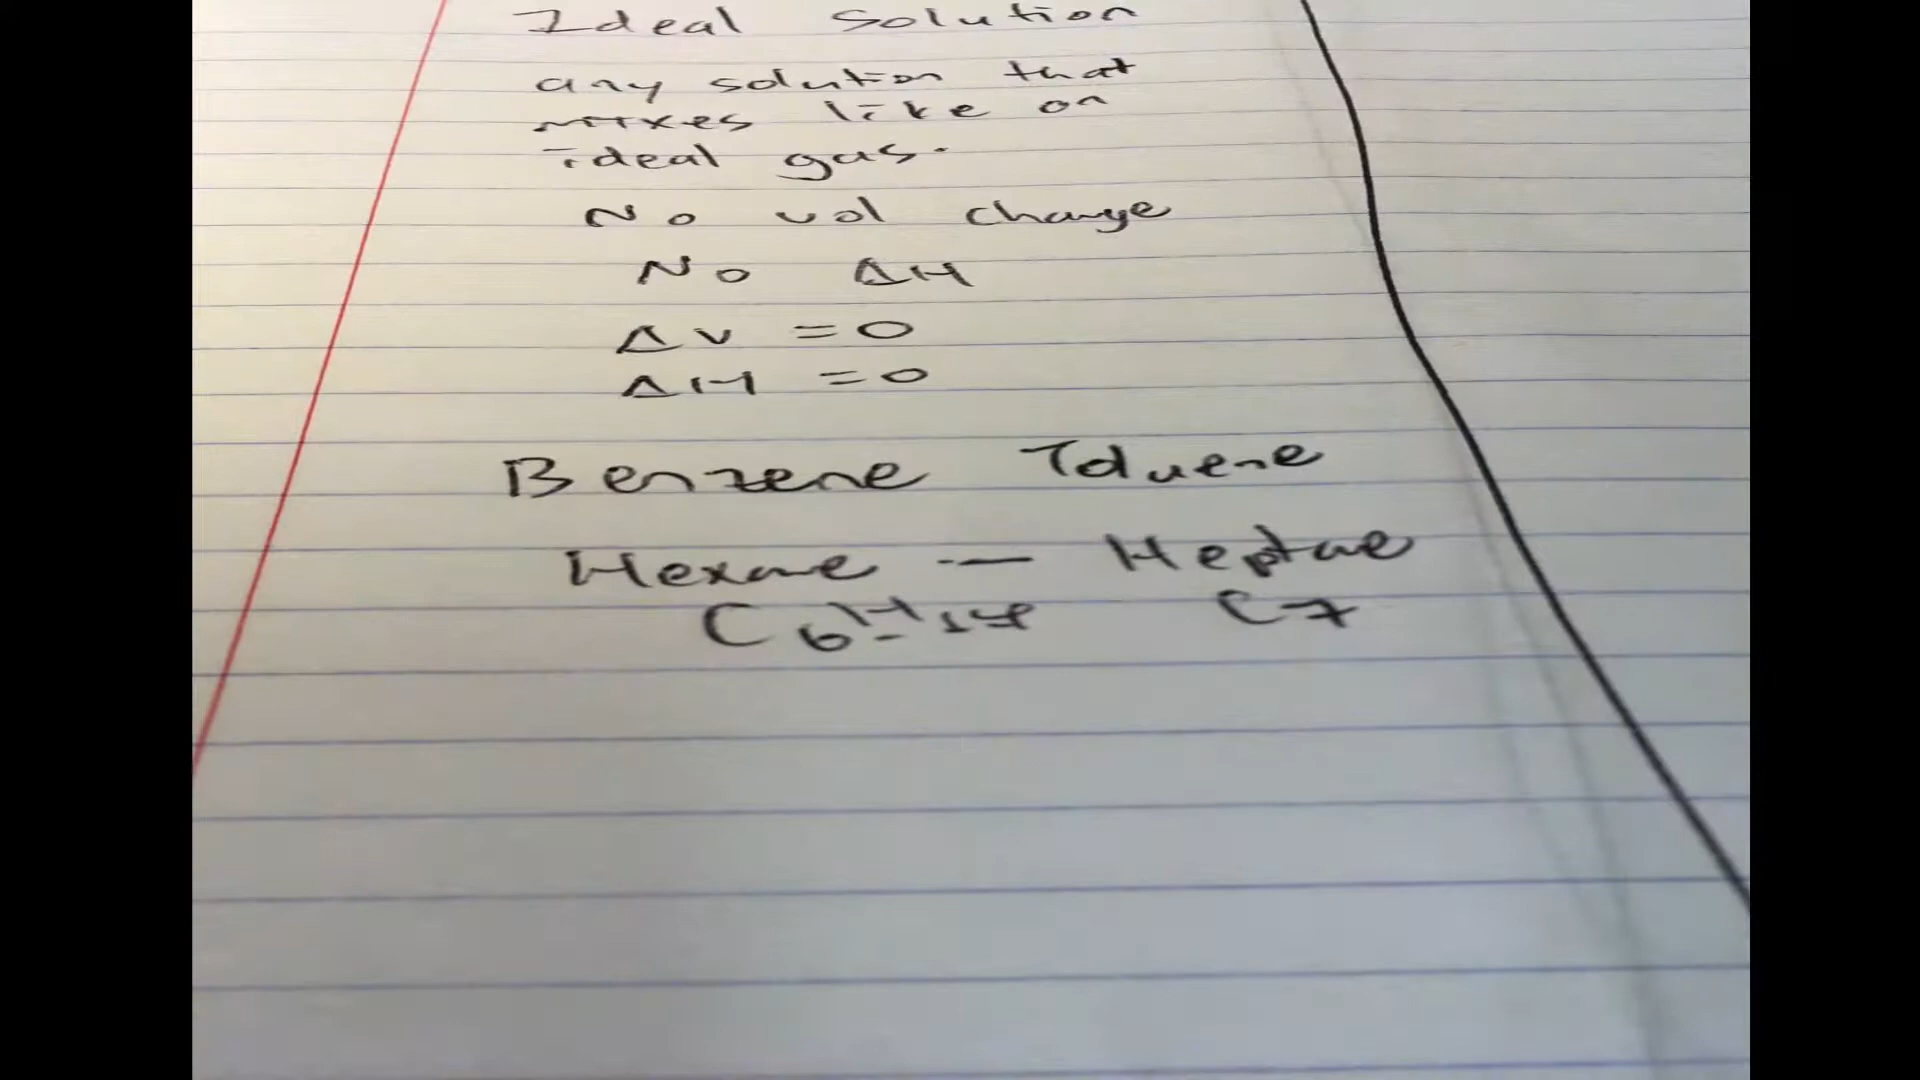 Ideal Solution
any solution that
mixes like an
ideal gas.
No vol change
No ΔH
ΔV = 0
ΔH = 0
Benzene Toluene
Hexane — Heptane
C6H14 C7